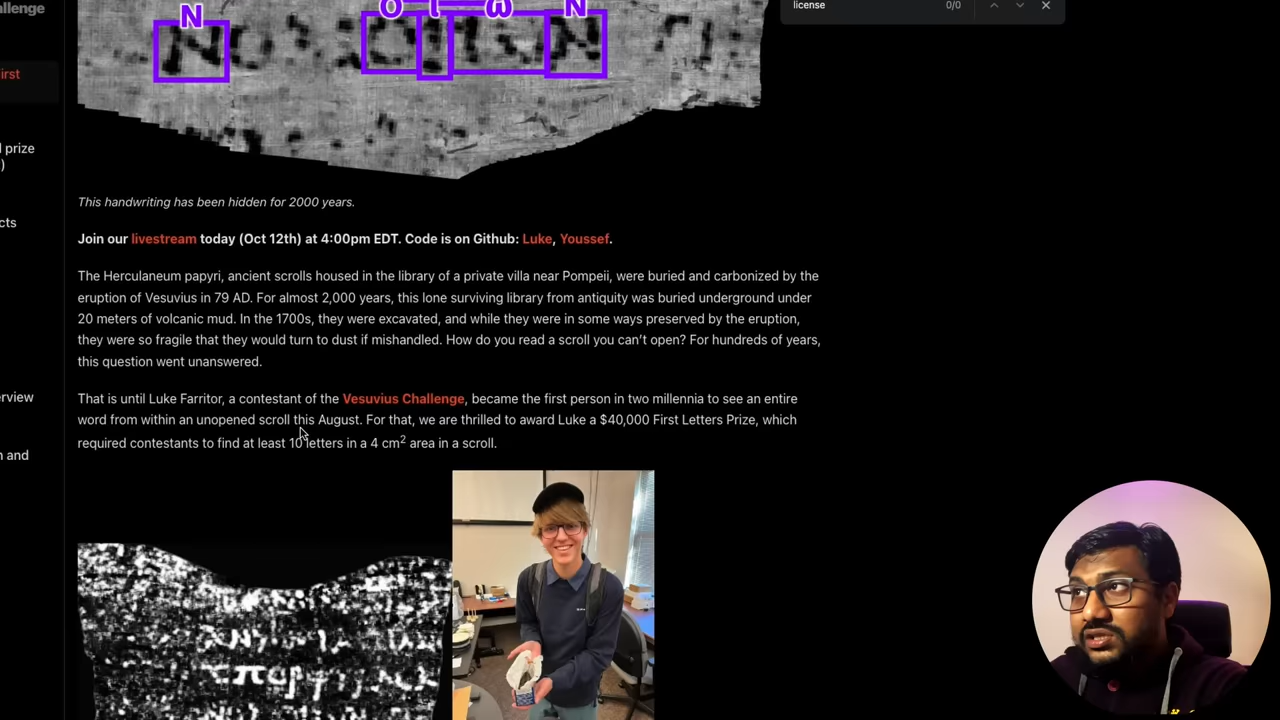 allenge
license
0/0
N
O
ω
N
irst
l prize
)
cts
erview
n and
This handwriting has been hidden for 2000 years.
Join our livestream today (Oct 12th) at 4:00pm EDT. Code is on Github: Luke, Youssef.
The Herculaneum papyri, ancient scrolls housed in the library of a private villa near Pompeii, were buried and carbonized by the
eruption of Vesuvius in 79 AD. For almost 2,000 years, this lone surviving library from antiquity was buried underground under
20 meters of volcanic mud. In the 1700s, they were excavated, and while they were in some ways preserved by the eruption,
they were so fragile that they would turn to dust if mishandled. How do you read a scroll you can’t open? For hundreds of years,
this question went unanswered.
That is until Luke Farritor, a contestant of the Vesuvius Challenge, became the first person in two millennia to see an entire
word from within an unopened scroll this August. For that, we are thrilled to award Luke a $40,000 First Letters Prize, which
required contestants to find at least 10 letters in a 4 cm² area in a scroll.